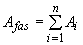 A_{fas} = \sum_{i=1}^{n} A_i